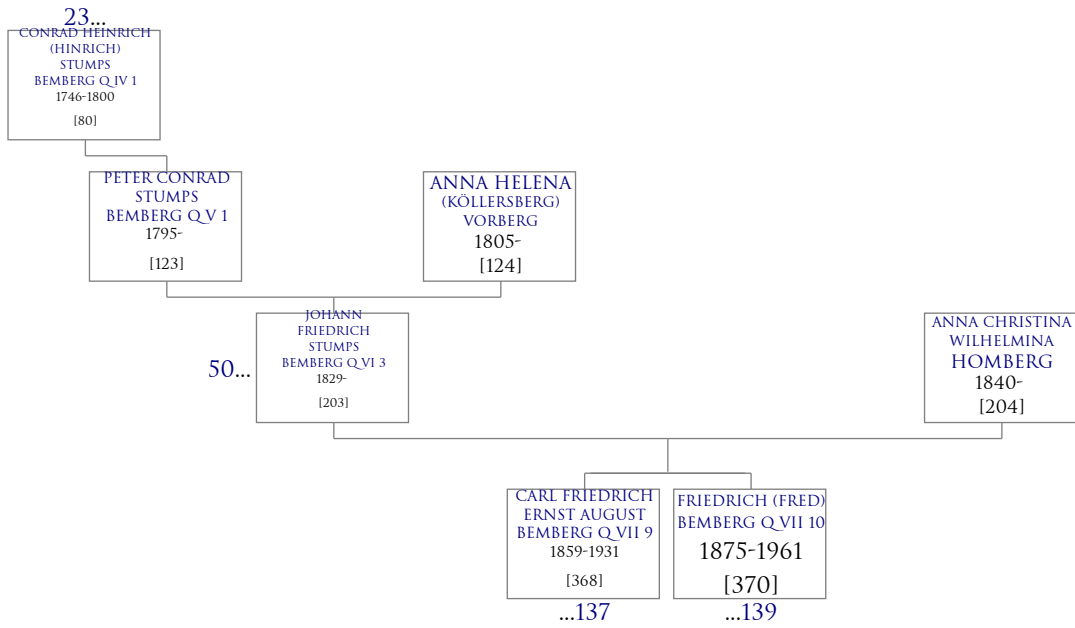 23...
CONRAD HEINRICH
(HINRICH)
STUMPS
BEMBERG Q IV 1
1746-1800
[80]
PETER CONRAD
STUMPS
BEMBERG Q V 1
1795-
[123]
ANNA HELENA
(KÖLLERSBERG)
VORBERG
1805-
[124]
50...
JOHANN
FRIEDRICH
STUMPS
BEMBERG Q VI 3
1829-
[203]
ANNA CHRISTINA
WILHELMINA
HOMBERG
1840-
[204]
CARL FRIEDRICH
ERNST AUGUST
BEMBERG Q VII 9
1859-1931
[368]
...137
FRIEDRICH (FRED)
BEMBERG Q VII 10
1875-1961
[370]
...139